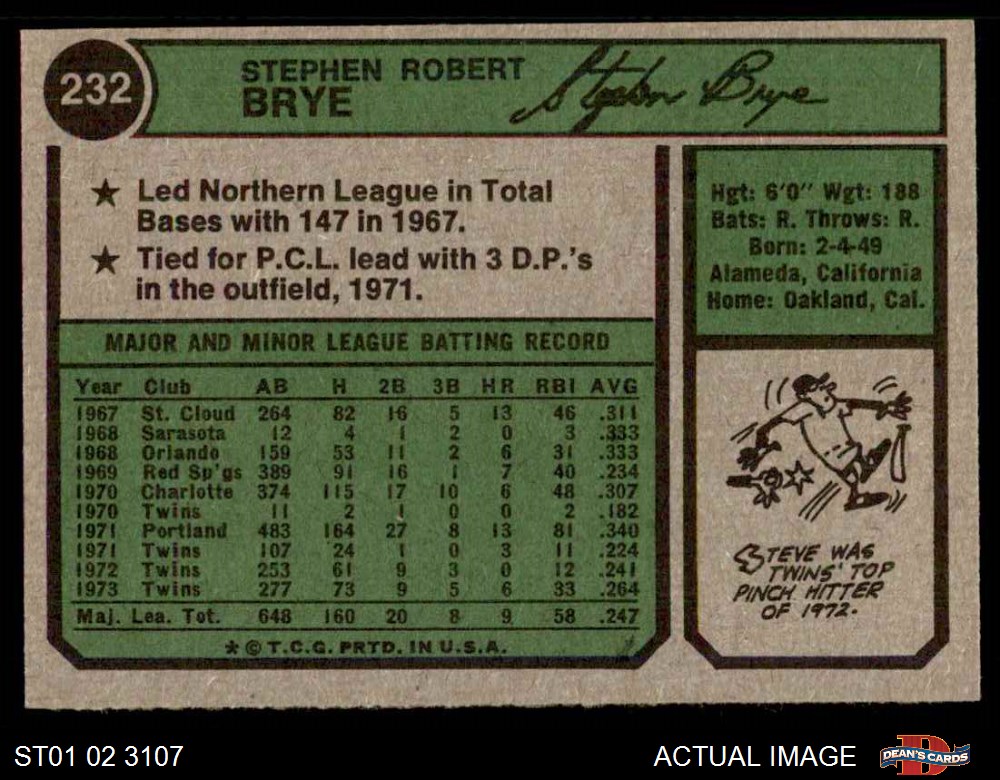 232
STEPHEN ROBERT
BRYE
Stephen Brye
★ Led Northern League in Total
Bases with 147 in 1967.
★ Tied for P.C.L. lead with 3 D.P.'s
in the outfield, 1971.
Hgt: 6'0" Wgt: 188
Bats: R. Throws: R.
Born: 2-4-49
Alameda, California
Home: Oakland, Cal.
MAJOR AND MINOR LEAGUE BATTING RECORD
Year Club AB H 2B 3B HR RBI AVG
1967 St. Cloud 264 82 16 5 13 46 .311
1968 Sarasota 12 4 1 2 0 3 .333
1968 Orlando 159 53 11 2 6 31 .333
1969 Red Sp'gs 389 91 16 1 7 40 .234
1970 Charlotte 374 115 17 10 6 48 .307
1970 Twins 11 2 1 0 0 2 .182
1971 Portland 483 164 27 8 13 81 .340
1971 Twins 107 24 1 0 3 11 .224
1972 Twins 253 61 9 3 0 12 .241
1973 Twins 277 73 9 5 6 33 .264
Maj. Lea. Tot. 648 160 20 8 9 58 .247
* © T.C.G. PRTD. IN U.S.A.
STEVE WAS
TWINS' TOP
PINCH HITTER
OF 1972.
ST01 02 3107
ACTUAL IMAGE
DEAN'S CARDS